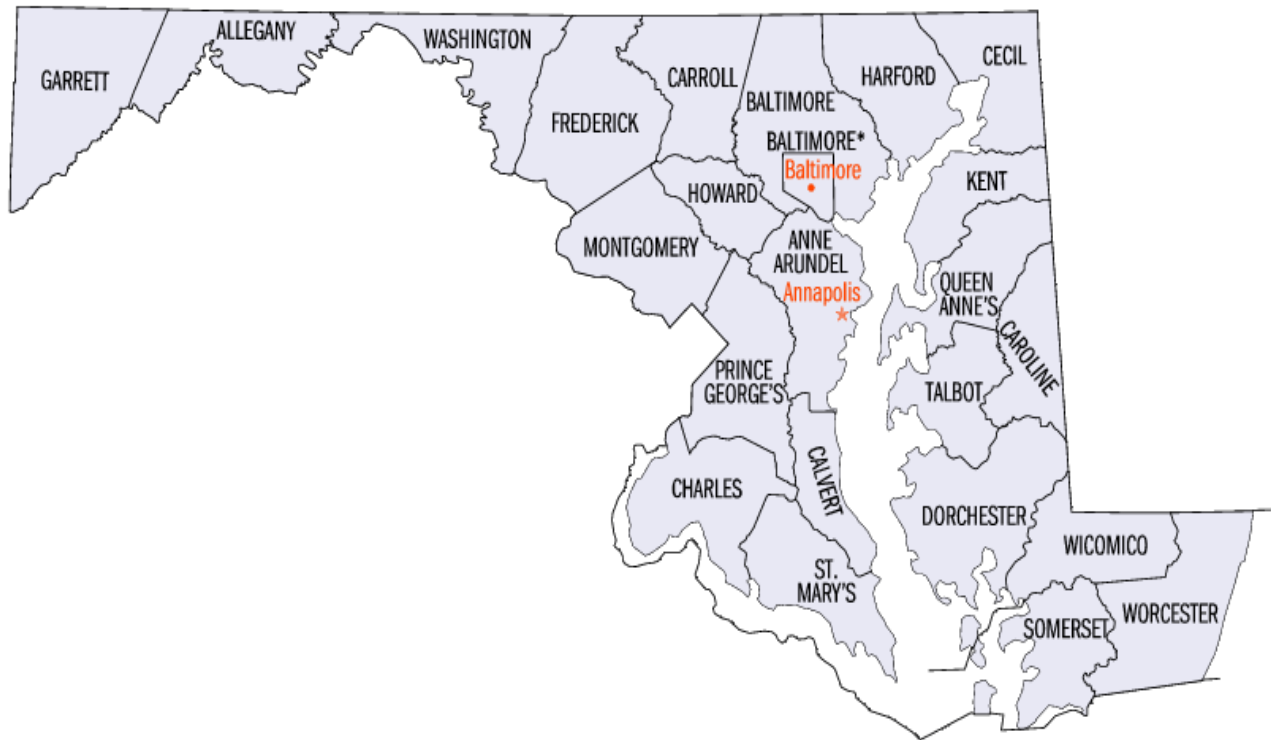 ALLEGANY
WASHINGTON
GARRETT
CARROLL
HARFORD
CECIL
FREDERICK
BALTIMORE
BALTIMORE*
Baltimore
HOWARD
KENT
MONTGOMERY
ANNE
ARUNDEL
Annapolis
QUEEN
ANNE'S
CAROLINE
PRINCE
GEORGE'S
TALBOT
CALVERT
CHARLES
DORCHESTER
WICOMICO
ST.
MARY'S
SOMERSET
WORCESTER